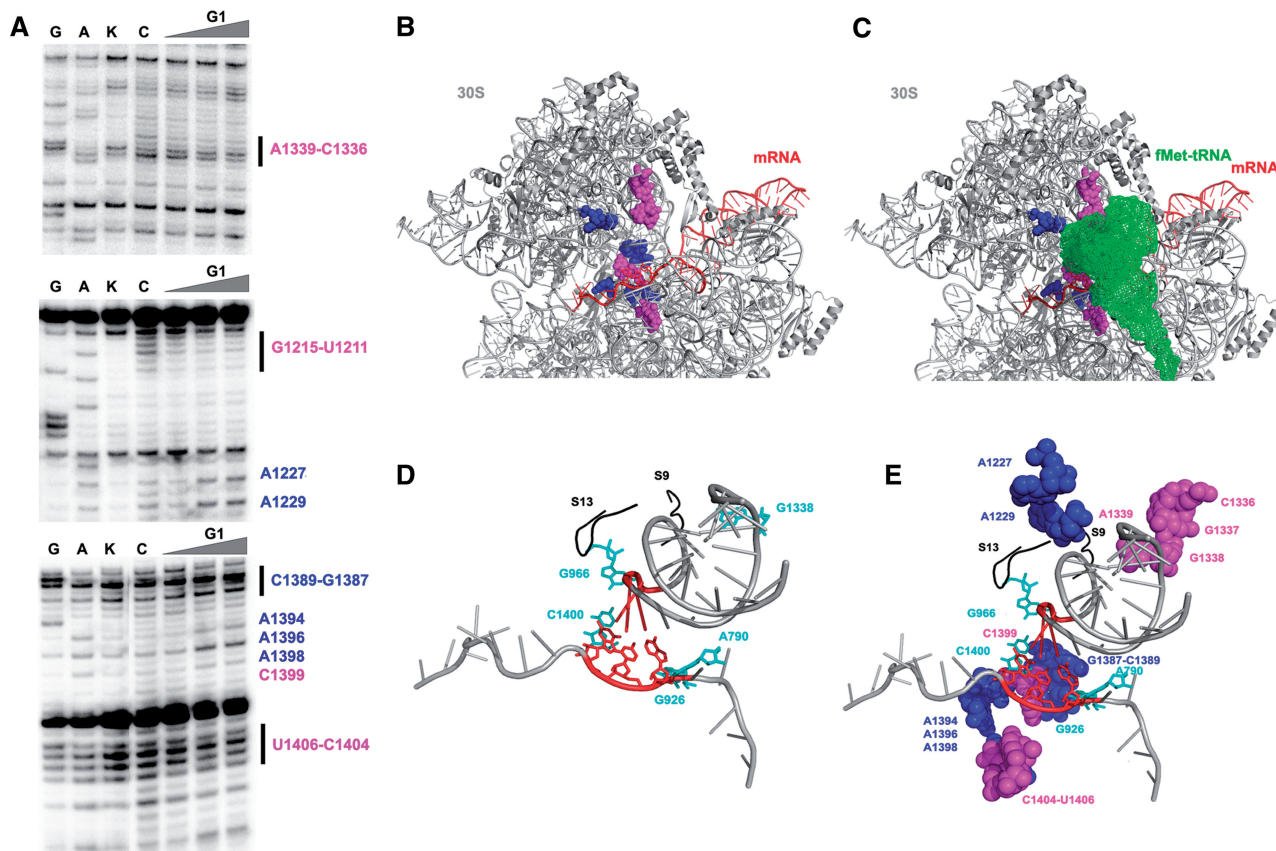 A
G1
G A K C
A1339-C1336
G1
G A K C
G1215-U1211
A1227
A1229
G1
G A K C
C1389-G1387
A1394
A1396
A1398
C1399
U1406-C1404
B
30S
mRNA
C
30S
fMet-tRNA
mRNA
D
S9
S13
G1338
G966
C1400
A790
G926
E
A1227
C1336
A1229
A1339
G1337
S9
S13
G1338
G966
C1399
C1400
G1387-C1389
A790
G926
A1394
A1396
A1398
C1404-U1406